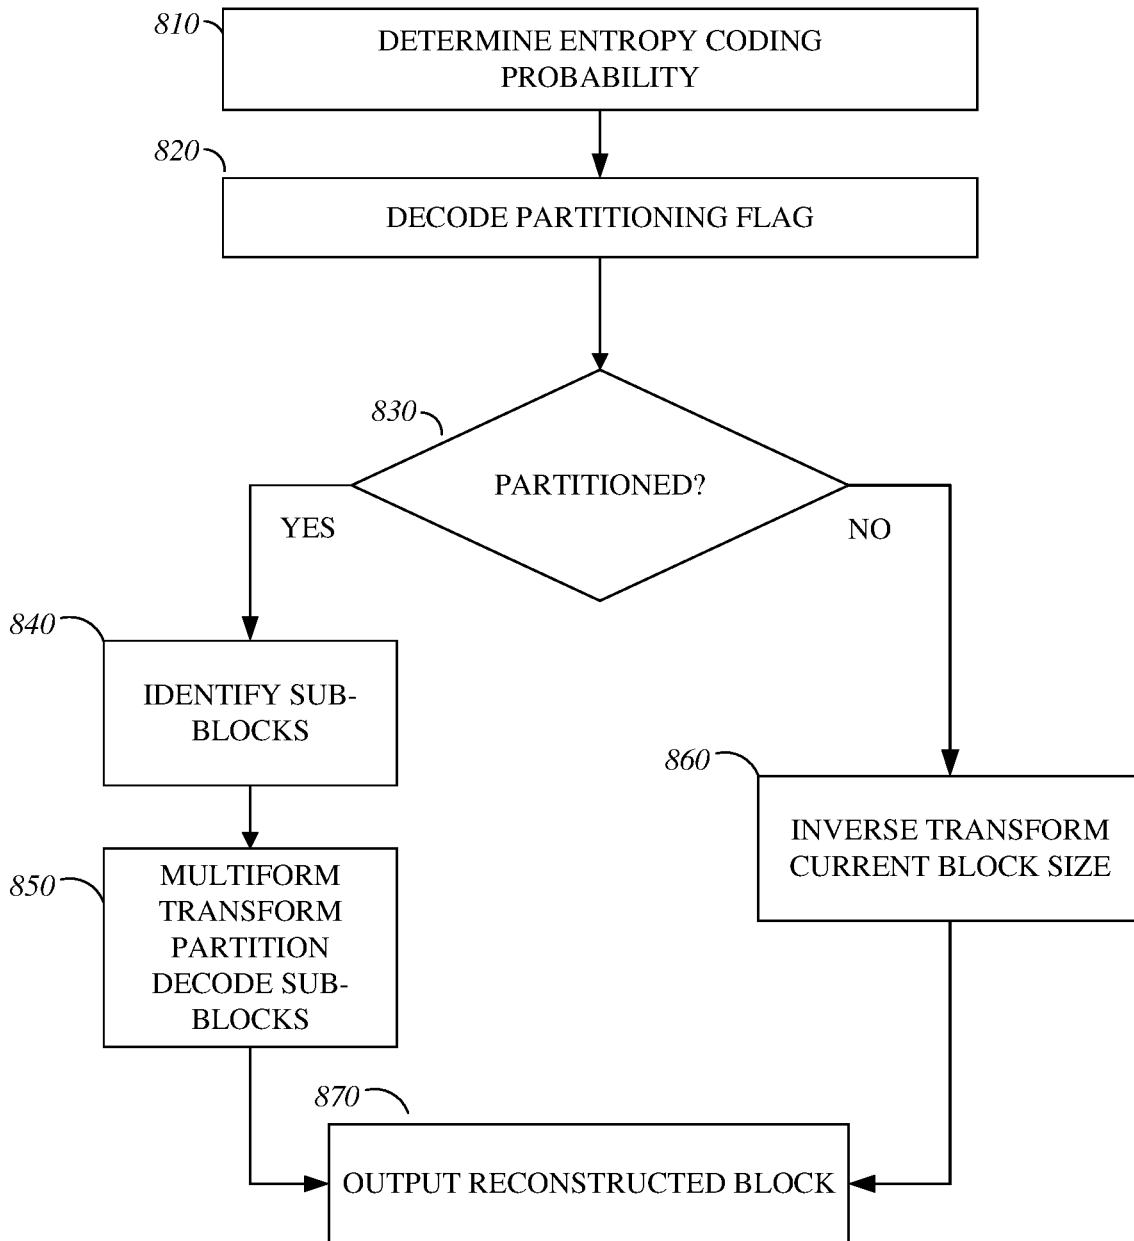 810
DETERMINE ENTROPY CODING
PROBABILITY
820
DECODE PARTITIONING FLAG
830
PARTITIONED?
YES
NO
840
IDENTIFY SUB-
BLOCKS
850
MULTIFORM
TRANSFORM
PARTITION
DECODE SUB-
BLOCKS
860
INVERSE TRANSFORM
CURRENT BLOCK SIZE
870
OUTPUT RECONSTRUCTED BLOCK